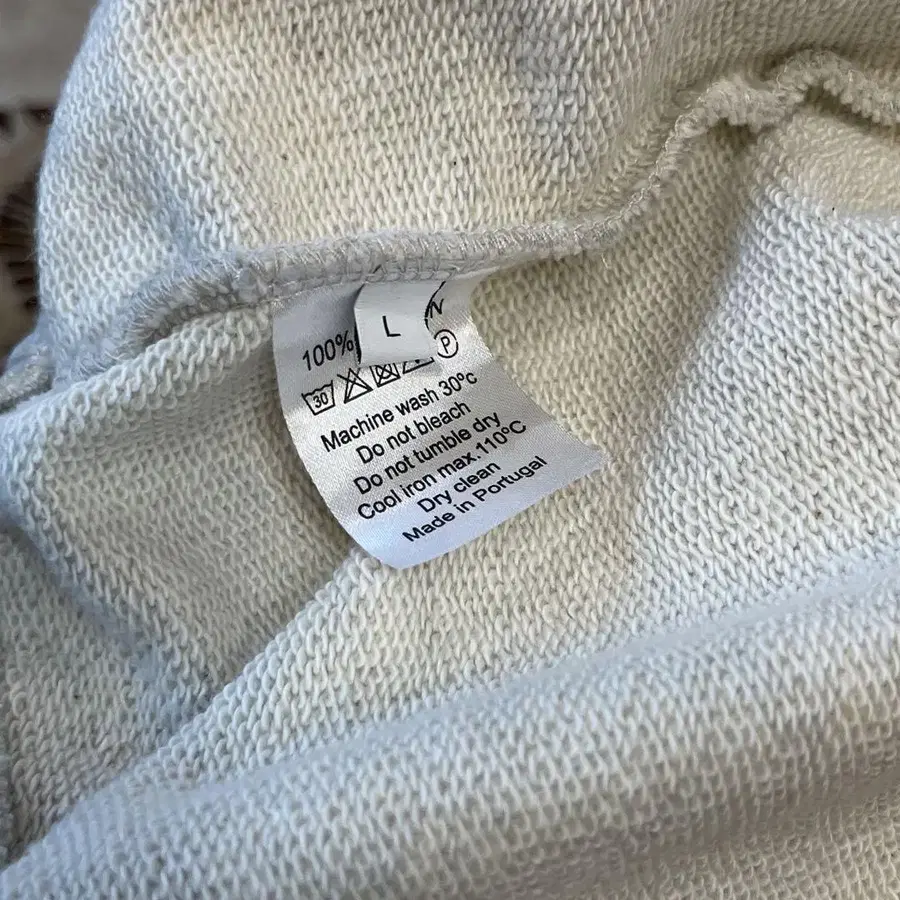 L
100%
30 P
Machine wash 30°C
Do not bleach
Do not tumble dry
Cool iron max.110°C
Dry clean
Made in Portugal